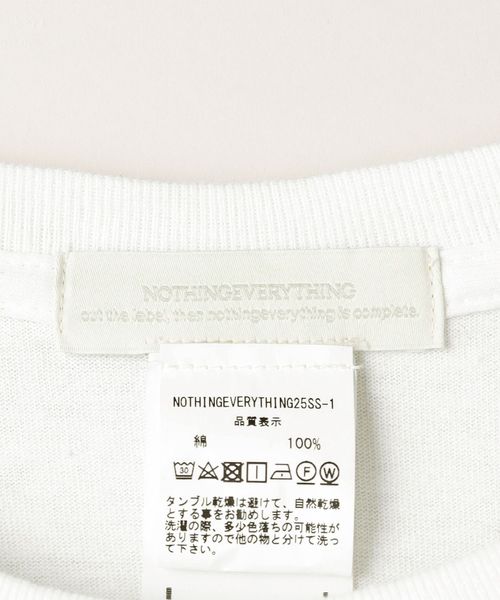 NOTHINGEVERYTHING
cut the label, then nothingeverything is complete.
NOTHINGEVERYTHING25SS-1
品質表示
綿 100%
30 F W
タンブル乾燥は避けて、自然乾燥
とする事をお勧めします。
洗濯の際、多少色落ちの可能性が
ありますので他の物と分けて洗っ
て下さい。